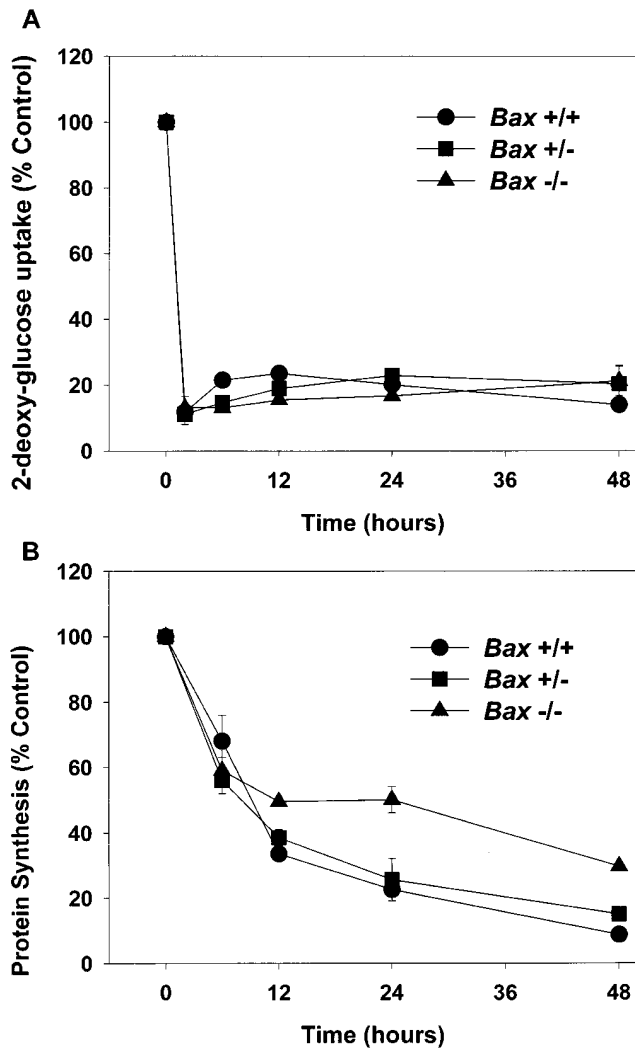 A
2-deoxy-glucose uptake (% Control)
120
100
80
60
40
20
0
Bax +/+
Bax +/-
Bax -/-
0 12 24 36 48
Time (hours)
B
Protein Synthesis (% Control)
120
100
80
60
40
20
0
Bax +/+
Bax +/-
Bax -/-
0 12 24 36 48
Time (hours)